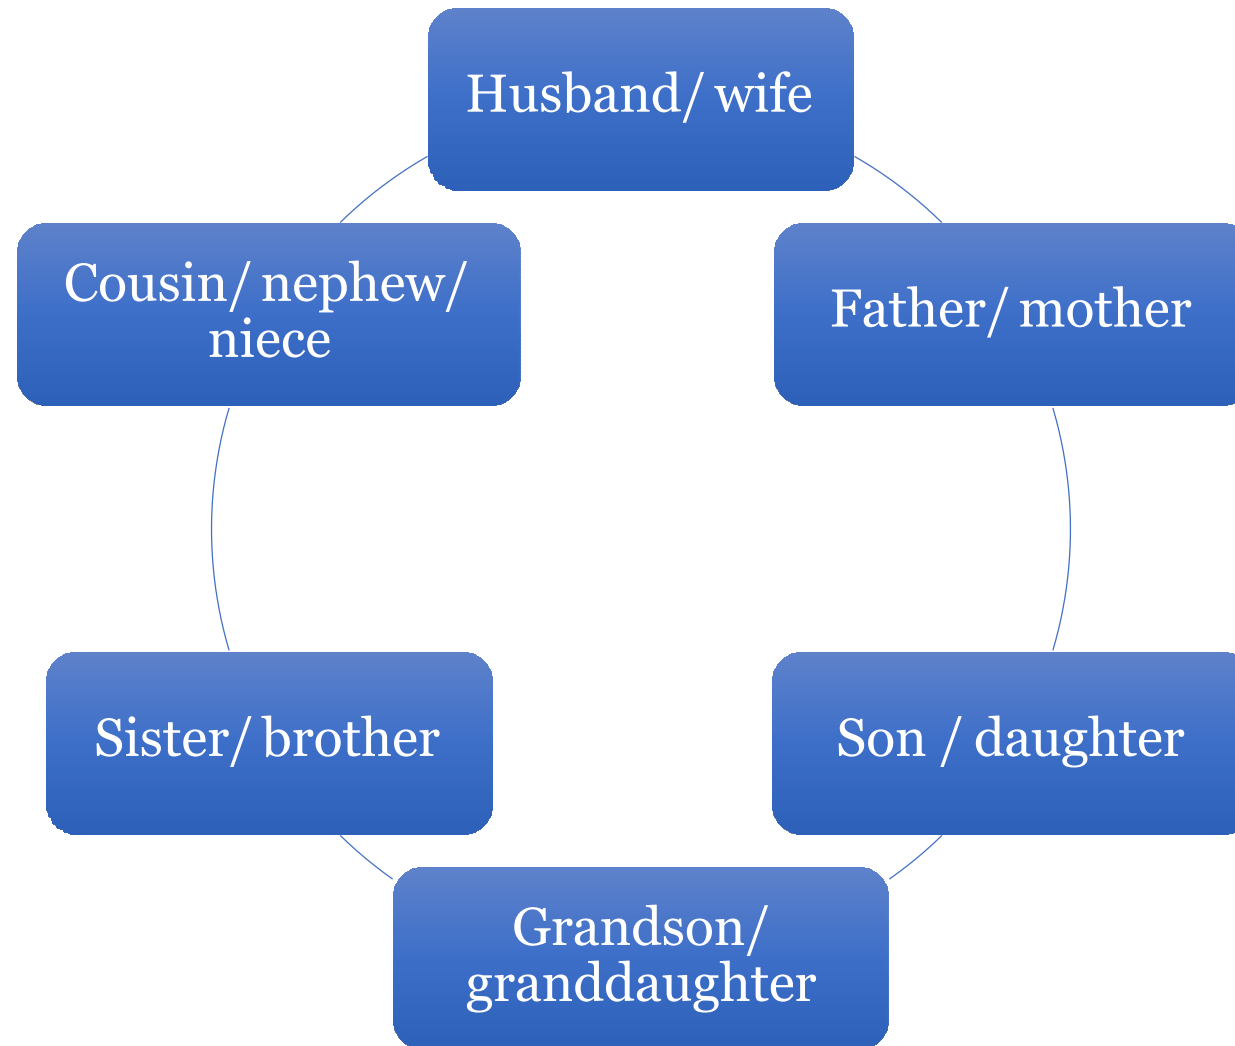 Husband/ wife
Father/ mother
Son / daughter
Grandson/
granddaughter
Sister/ brother
Cousin/ nephew/
niece